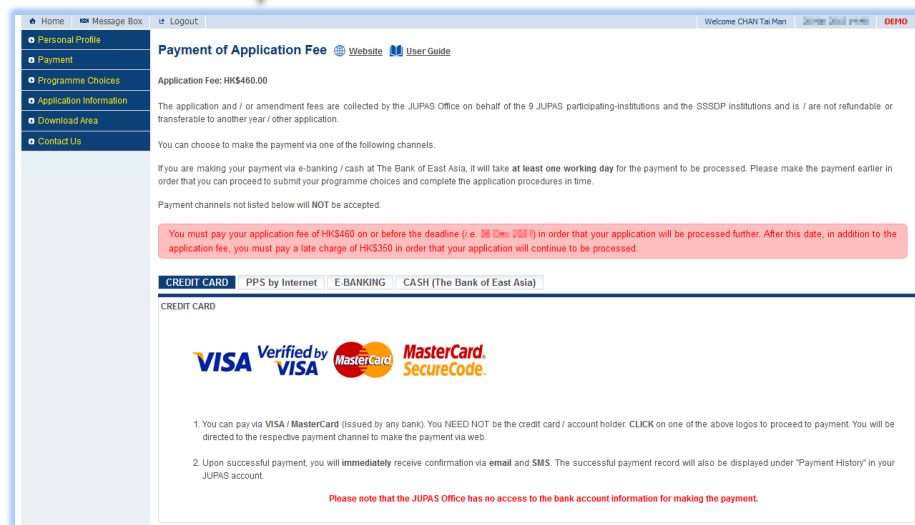 Home Message Box Logout Welcome CHAN Tai Man DEMO
Personal Profile
Payment
Programme Choices
Application Information
Download Area
Contact Us
Payment of Application Fee Website User Guide
Application Fee: HK$460.00
The application and / or amendment fees are collected by the JUPAS Office on behalf of the 9 JUPAS participating-institutions and the SSSDP institutions and is / are not refundable or
transferable to another year / other application.
You can choose to make the payment via one of the following channels.
If you are making your payment via e-banking / cash at The Bank of East Asia, it will take at least one working day for the payment to be processed. Please make the payment earlier in
order that you can proceed to submit your programme choices and complete the application procedures in time.
Payment channels not listed below will NOT be accepted.
You must pay your application fee of HK$460 on or before the deadline (i.e. ) in order that your application will be processed further. After this date, in addition to the
application fee, you must pay a late charge of HK$350 in order that your application will continue to be processed.
CREDIT CARD PPS by Internet E-BANKING CASH (The Bank of East Asia)
CREDIT CARD
VISA Verified by VISA MasterCard MasterCard. SecureCode.
1. You can pay via VISA / MasterCard (issued by any bank). You NEED NOT be the credit card / account holder. CLICK on one of the above logos to proceed to payment. You will be
directed to the respective payment channel to make the payment via web.
2. Upon successful payment, you will immediately receive confirmation via email and SMS. The successful payment record will also be displayed under "Payment History" in your
JUPAS account.
Please note that the JUPAS Office has no access to the bank account information for making the payment.